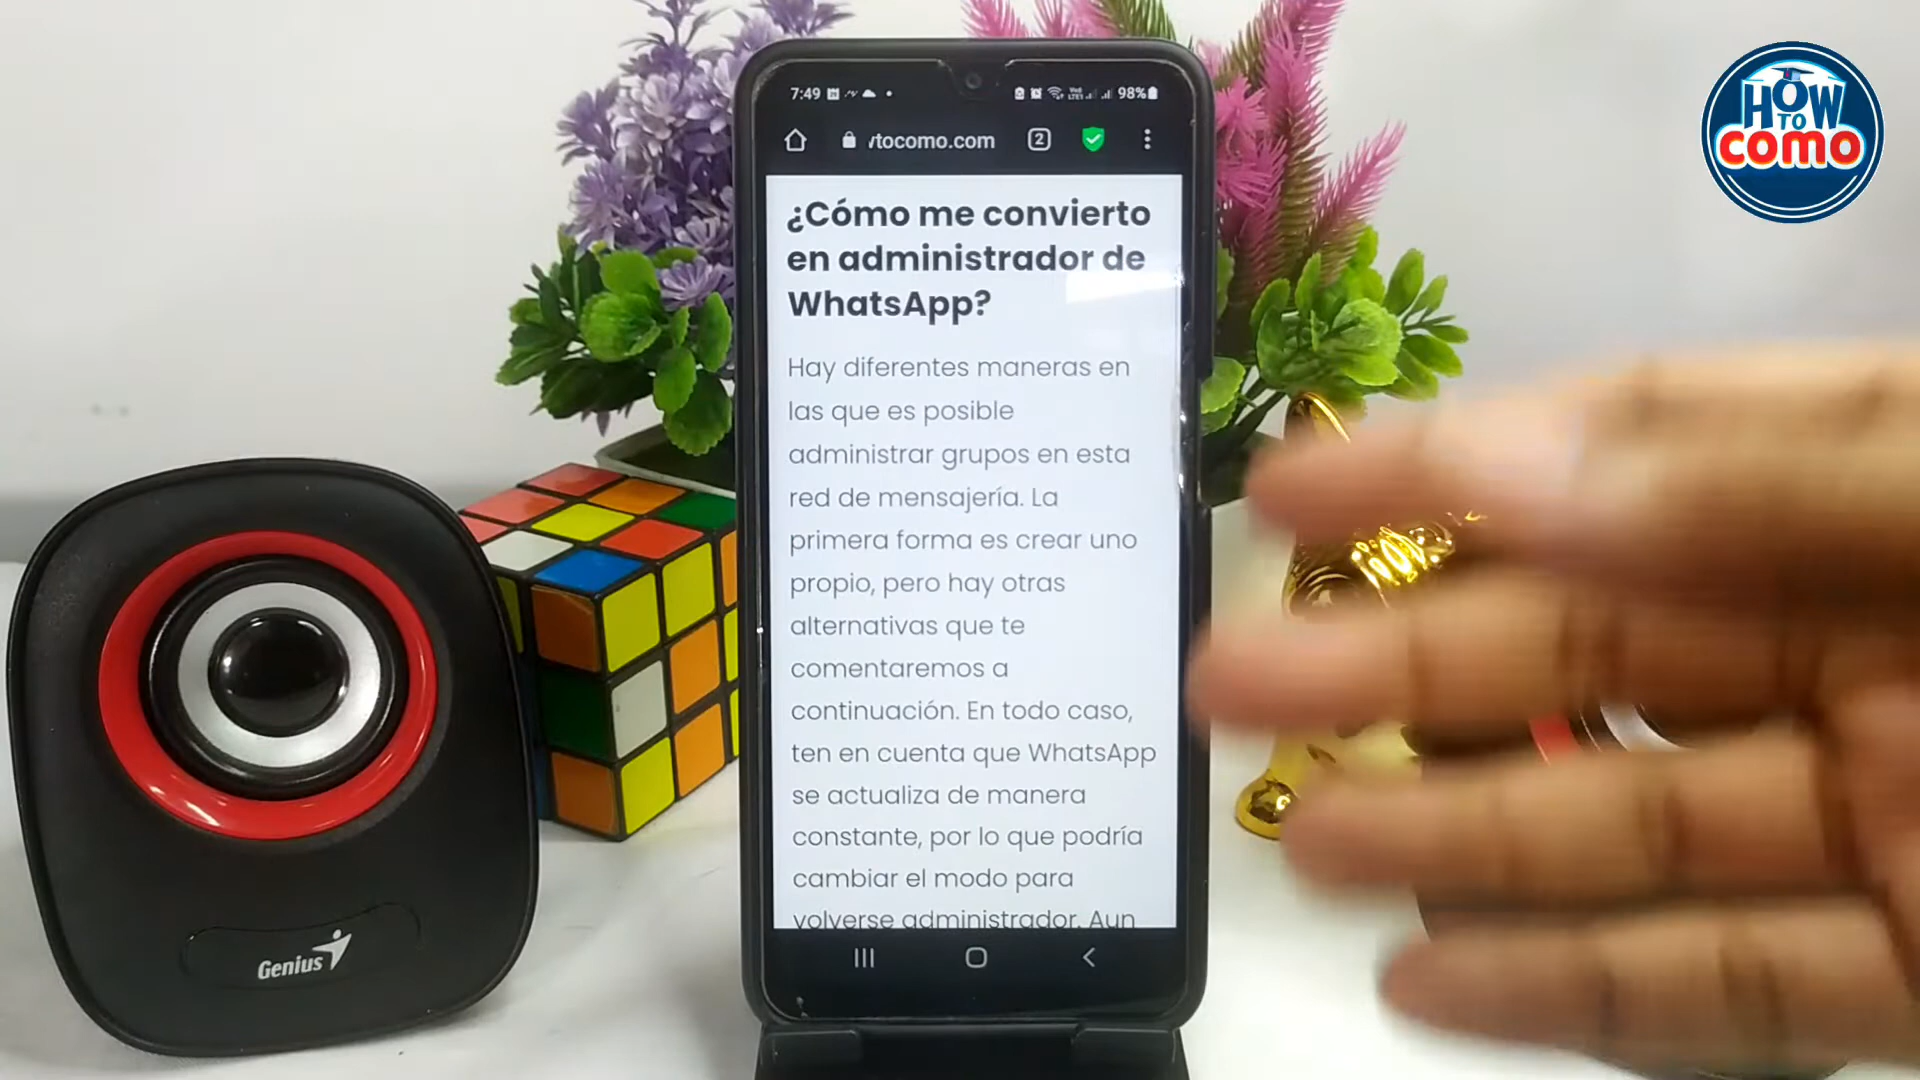 7:49
98%
/tocomo.com
2
¿Cómo me convierto
en administrador de
WhatsApp?
Hay diferentes maneras en
las que es posible
administrar grupos en esta
red de mensajería. La
primera forma es crear uno
propio, pero hay otras
alternativas que te
comentaremos a
continuación. En todo caso,
ten en cuenta que WhatsApp
se actualiza de manera
constante, por lo que podría
cambiar el modo para
volverse administrador. Aun
Genius
HOW
TO
COMO